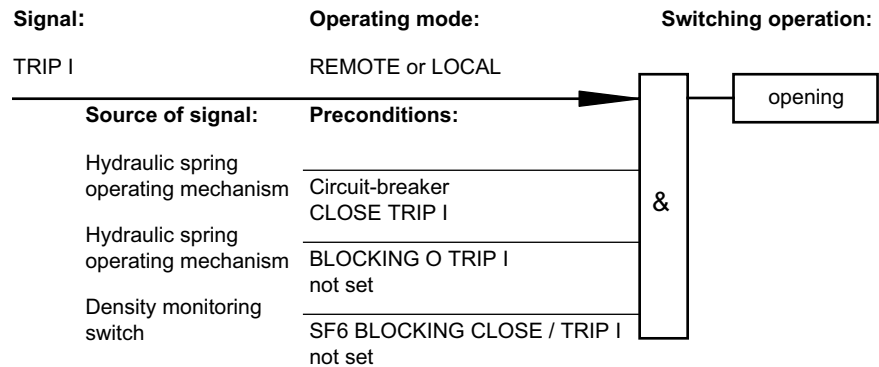 Signal: Operating mode: Switching operation:
TRIP I REMOTE or LOCAL
opening
Source of signal: Preconditions:
Hydraulic spring
operating mechanism
Circuit-breaker
CLOSE TRIP I
&
Hydraulic spring
operating mechanism
BLOCKING O TRIP I
not set
Density monitoring
switch
SF6 BLOCKING CLOSE / TRIP I
not set